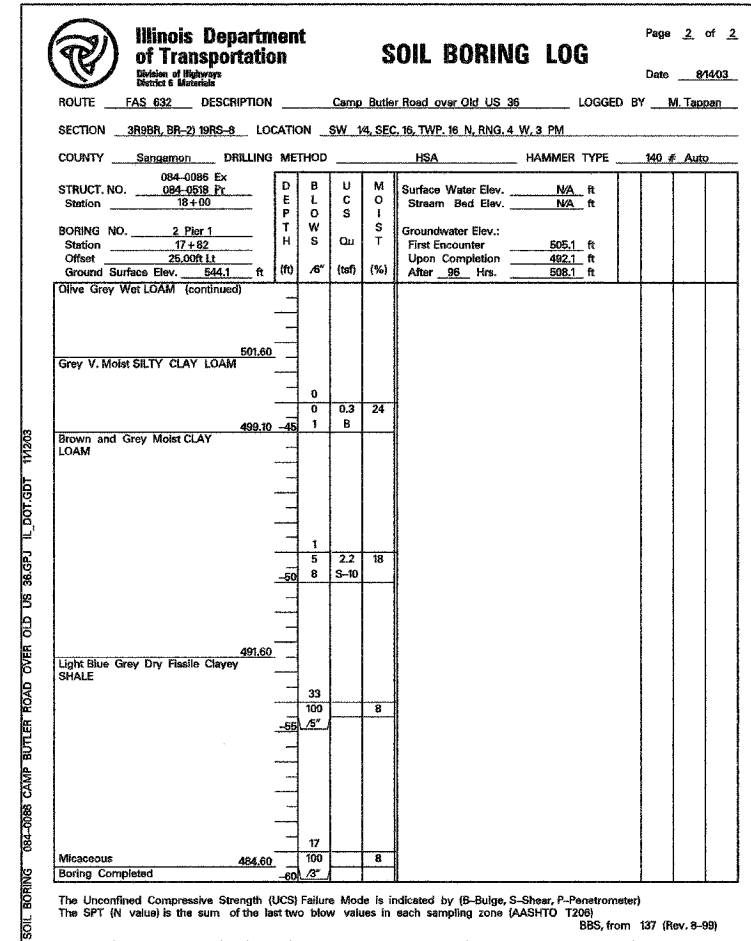 Illinois Department
of Transportation
Division of Highways
District 6 Materials
SOIL BORING LOG
Page 2 of 2
Date 8/14/03
ROUTE FAS 632 DESCRIPTION Camp Butler Road over Old US 36 LOGGED BY M. Tappan
SECTION 3R9BR, BR-2) 19RS-8 LOCATION SW 14, SEC. 16, TWP. 16 N, RNG. 4 W, 3 PM
COUNTY Sangamon DRILLING METHOD HSA HAMMER TYPE 140 # Auto
084-0086 Ex
STRUCT. NO. 084-0518 Pr
Station 18+00
BORING NO. 2 Pier 1
Station 17+82
Offset 25.00ft Lt
Ground Surface Elev. 544.1 ft
DEPTH (ft)
BLOWS /6"
UCS Qu (tsf)
MOIST (%)
Surface Water Elev. N/A ft
Stream Bed Elev. N/A ft
Groundwater Elev.:
First Encounter 505.1 ft
Upon Completion 492.1 ft
After 96 Hrs. 508.1 ft
Olive Grey Wet LOAM (continued)
501.60
Grey V. Moist SILTY CLAY LOAM
0
0 0.3 24
499.10 -45 1 B
Brown and Grey Moist CLAY
LOAM
1
5 2.2 18
-50 8 S-10
491.60
Light Blue Grey Dry Fissile Clayey
SHALE
33
100 8
-55 /5"
17
Micaceous 484.60 100 8
Boring Completed -60 /3"
The Unconfined Compressive Strength (UCS) Failure Mode is indicated by (B-Bulge, S-Shear, P-Penetrometer)
The SPT (N value) is the sum of the last two blow values in each sampling zone (AASHTO T206)
BBS, from 137 (Rev. 8-99)
SOIL BORING 084-0086 CAMP BUTLER ROAD OVER OLD US 36.GPJ IL_DOT.GDT 11/12/03